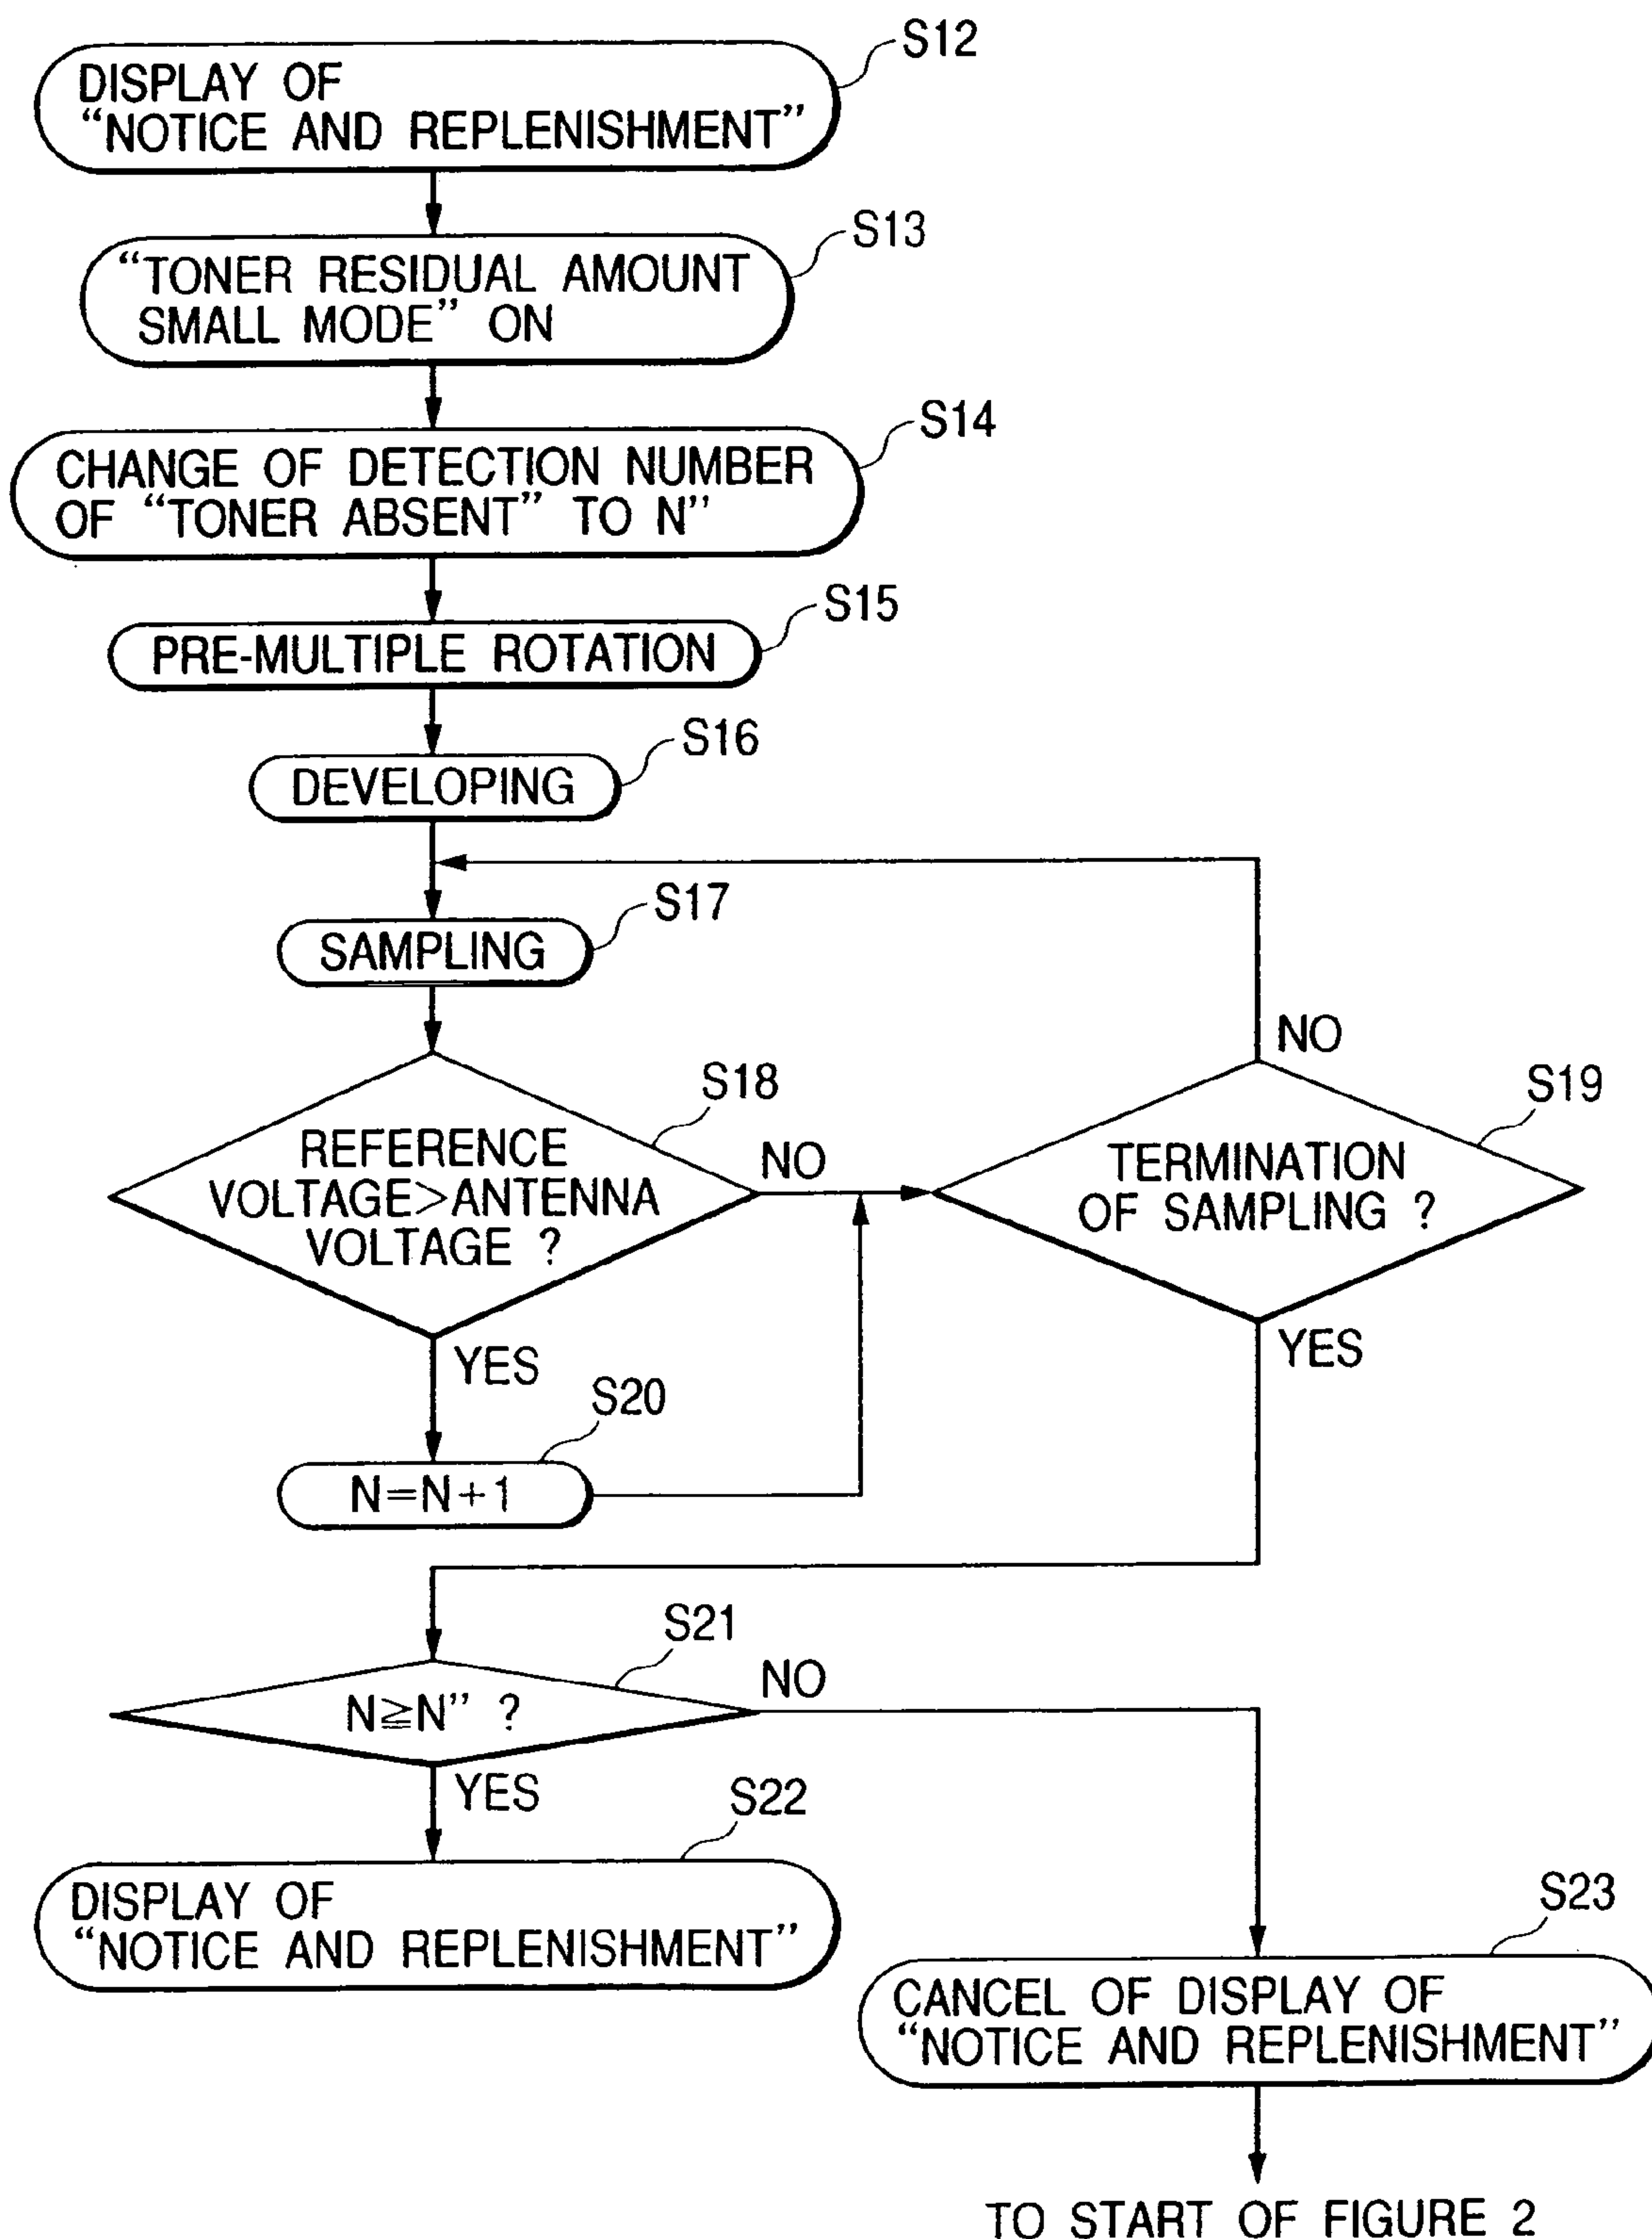 S12
DISPLAY OF
“NOTICE AND REPLENISHMENT”
S13
“TONER RESIDUAL AMOUNT
SMALL MODE” ON
S14
CHANGE OF DETECTION NUMBER
OF “TONER ABSENT” TO N”
S15
PRE-MULTIPLE ROTATION
S16
DEVELOPING
S17
SAMPLING
S18
REFERENCE
VOLTAGE>ANTENNA
VOLTAGE ?
NO
YES
S19
TERMINATION
OF SAMPLING ?
NO
YES
S20
N=N+1
S21
N≧N” ?
NO
YES
S22
DISPLAY OF
“NOTICE AND REPLENISHMENT”
S23
CANCEL OF DISPLAY OF
“NOTICE AND REPLENISHMENT”
TO START OF FIGURE 2